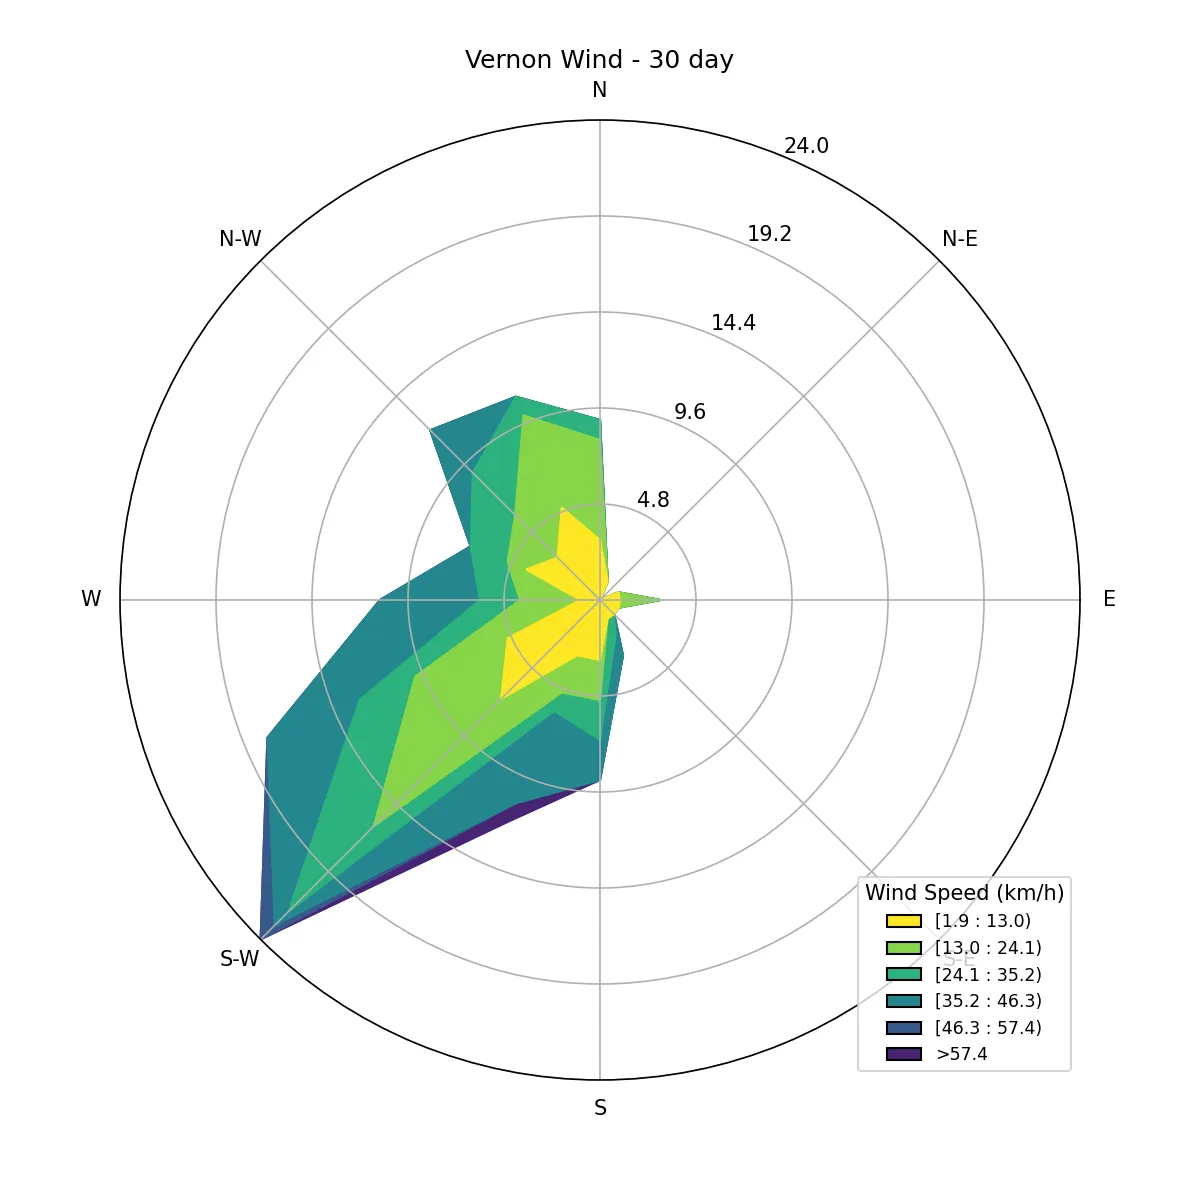 Vernon Wind - 30 day
N
24.0
19.2
N-W
N-E
14.4
9.6
4.8
W
E
S-W
S-E
Wind Speed (km/h)
[1.9 : 13.0)
[13.0 : 24.1)
[24.1 : 35.2)
[35.2 : 46.3)
[46.3 : 57.4)
>57.4
S